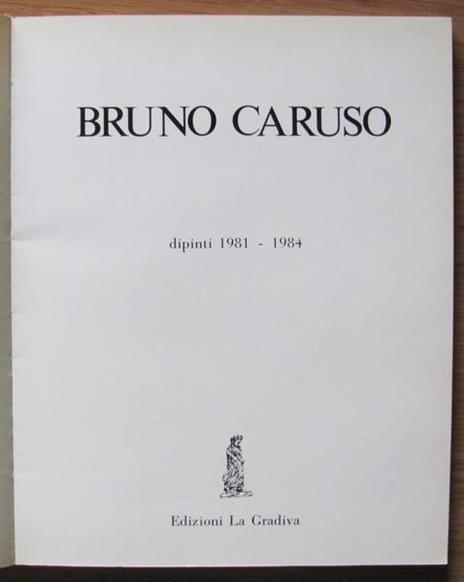 BRUNO CARUSO
dipinti 1981 - 1984
Edizioni La Gradiva